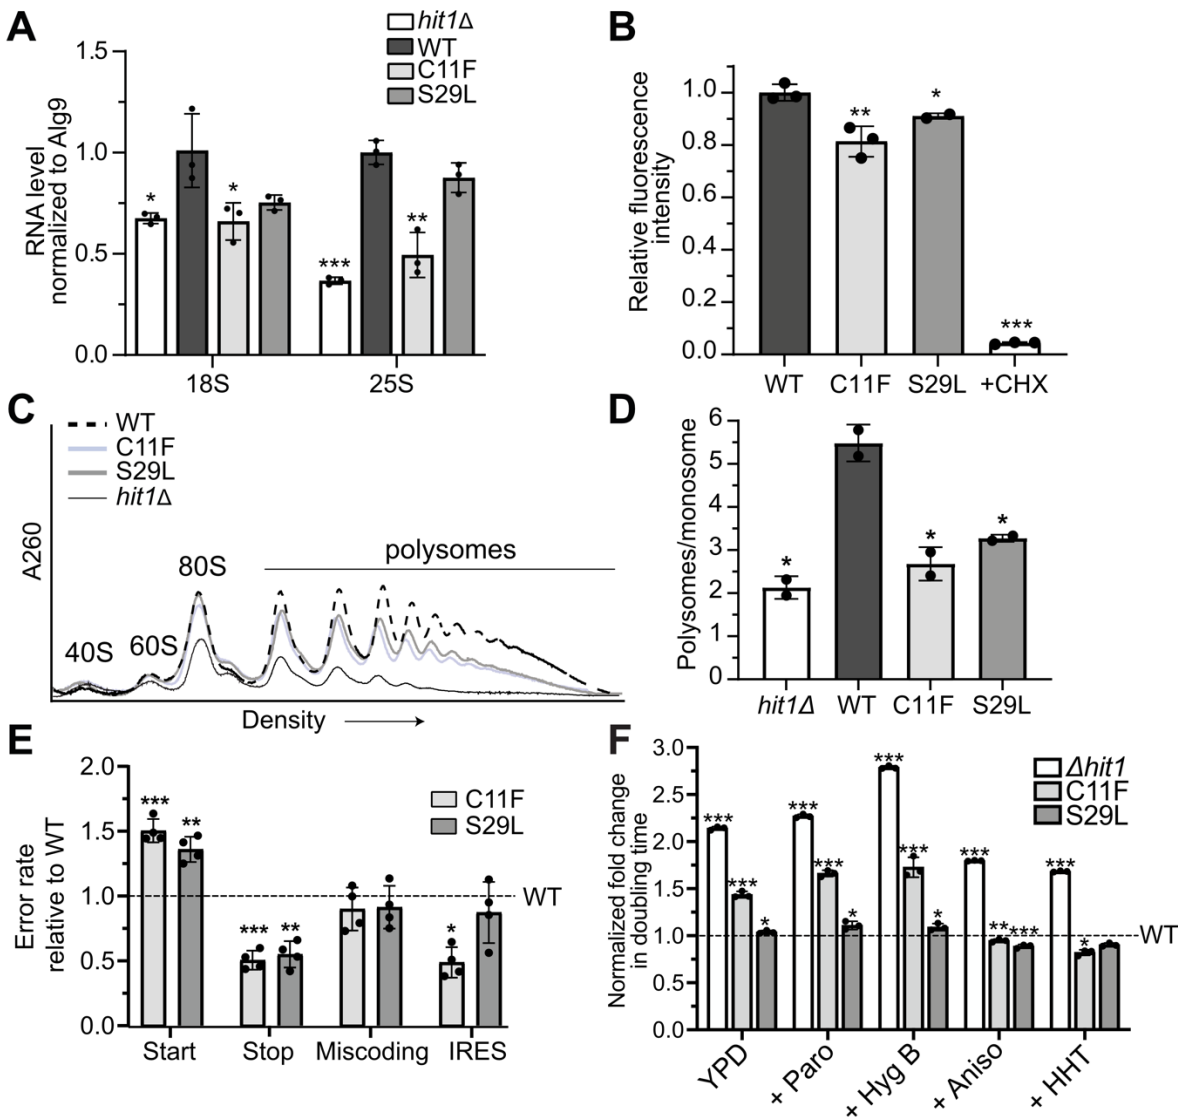 A
hit1Δ
WT
C11F
S29L
RNA level
normalized to Alg9
1.5
1.0
0.5
0.0
* * *** **
18S 25S
B
Relative fluorescence
intensity
1.0
0.8
0.6
0.4
0.2
0.0
** * ***
WT C11F S29L +CHX
C
WT
C11F
S29L
hit1Δ
A260
40S 60S 80S polysomes
Density
D
Polysomes/monosome
6
5
3
2
1
0
* * *
hit1Δ WT C11F S29L
E
Error rate
relative to WT
2.0
1.5
1.0
0.5
0.0
C11F
S29L
*** ** *** ** *
WT
Start Stop Miscoding IRES
F
Normalized fold change
in doubling time
3.0
2.5
2.0
1.5
1.0
0.5
0.0
Δhit1
C11F
S29L
*** *** * *** *** * *** *** * *** ** *** *** *
WT
YPD + Paro + Hyg B + Aniso + HHT